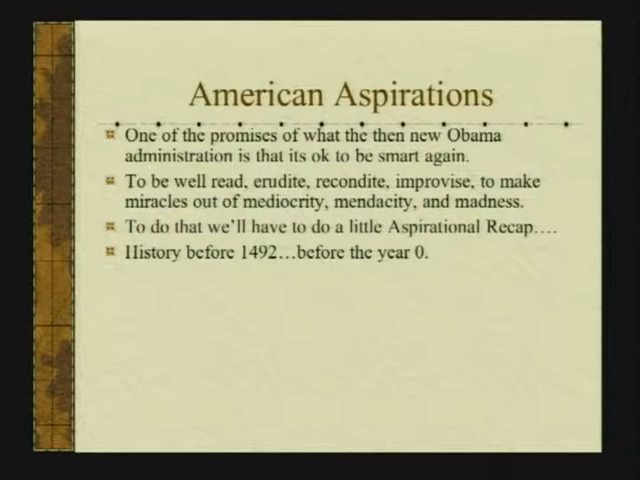 American Aspirations
One of the promises of what the then new Obama
administration is that its ok to be smart again.
To be well read, erudite, recondite, improvise, to make
miracles out of mediocrity, mendacity, and madness.
To do that we'll have to do a little Aspirational Recap….
History before 1492…before the year 0.